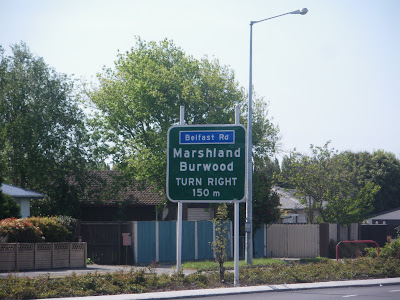 Belfast Rd
Marshland
Burwood
TURN RIGHT
150 m